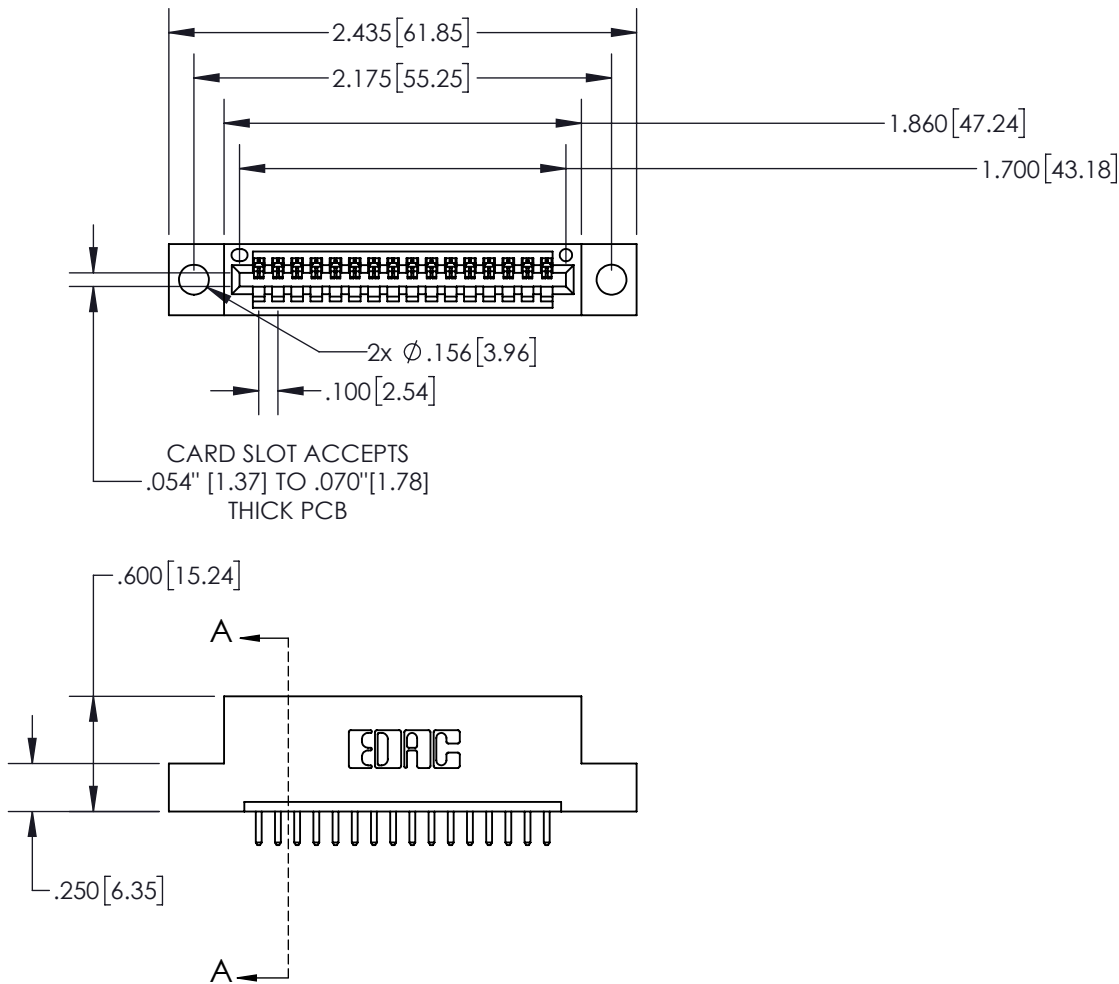 2.435[61.85]
2.175[55.25]
1.860[47.24]
1.700[43.18]
2x ∅.156[3.96]
.100[2.54]
CARD SLOT ACCEPTS
.054" [1.37] TO .070"[1.78]
THICK PCB
.600[15.24]
A
EDAC
.250[6.35]
A